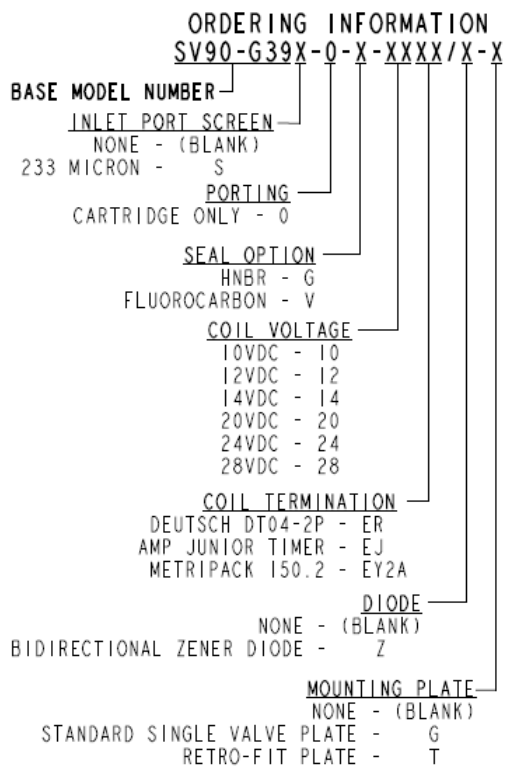 ORDERING INFORMATION
SV90-G39X-0-X-XXXX/X-X
BASE MODEL NUMBER
INLET PORT SCREEN
NONE - (BLANK)
233 MICRON - S
PORTING
CARTRIDGE ONLY - 0
SEAL OPTION
HNBR - G
FLUOROCARBON - V
COIL VOLTAGE
10VDC - 10
12VDC - 12
14VDC - 14
20VDC - 20
24VDC - 24
28VDC - 28
COIL TERMINATION
DEUTSCH DT04-2P - ER
AMP JUNIOR TIMER - EJ
METRIPACK 150.2 - EY2A
DIODE
NONE - (BLANK)
BIDIRECTIONAL ZENER DIODE - Z
MOUNTING PLATE
NONE - (BLANK)
STANDARD SINGLE VALVE PLATE - G
RETRO-FIT PLATE - T